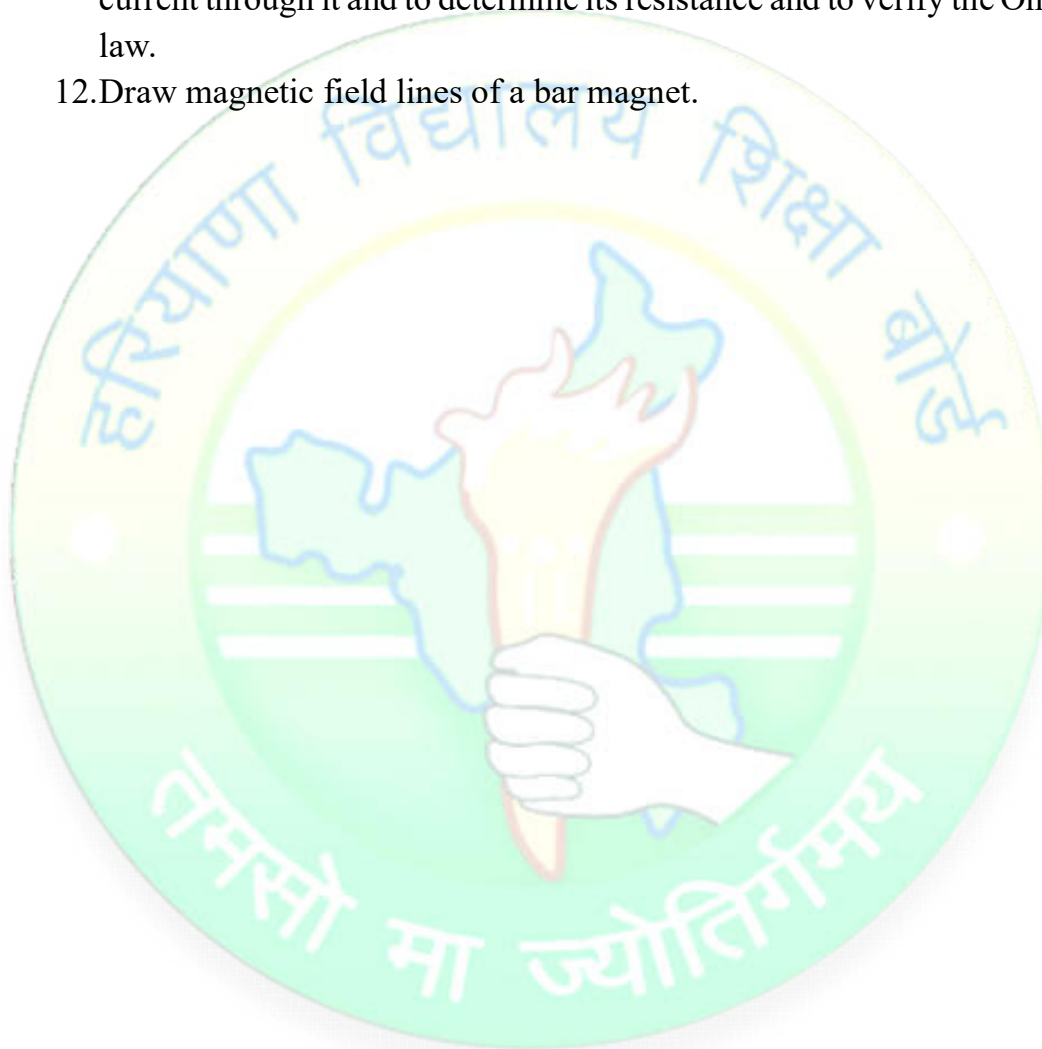 current through it and to determine its resistance and to verify the
law.
12.Draw magnetic field lines of a bar magnet.
हरियाणा विद्यालय शिक्षा बोर्ड
तमसो मा ज्योतिर्गमय